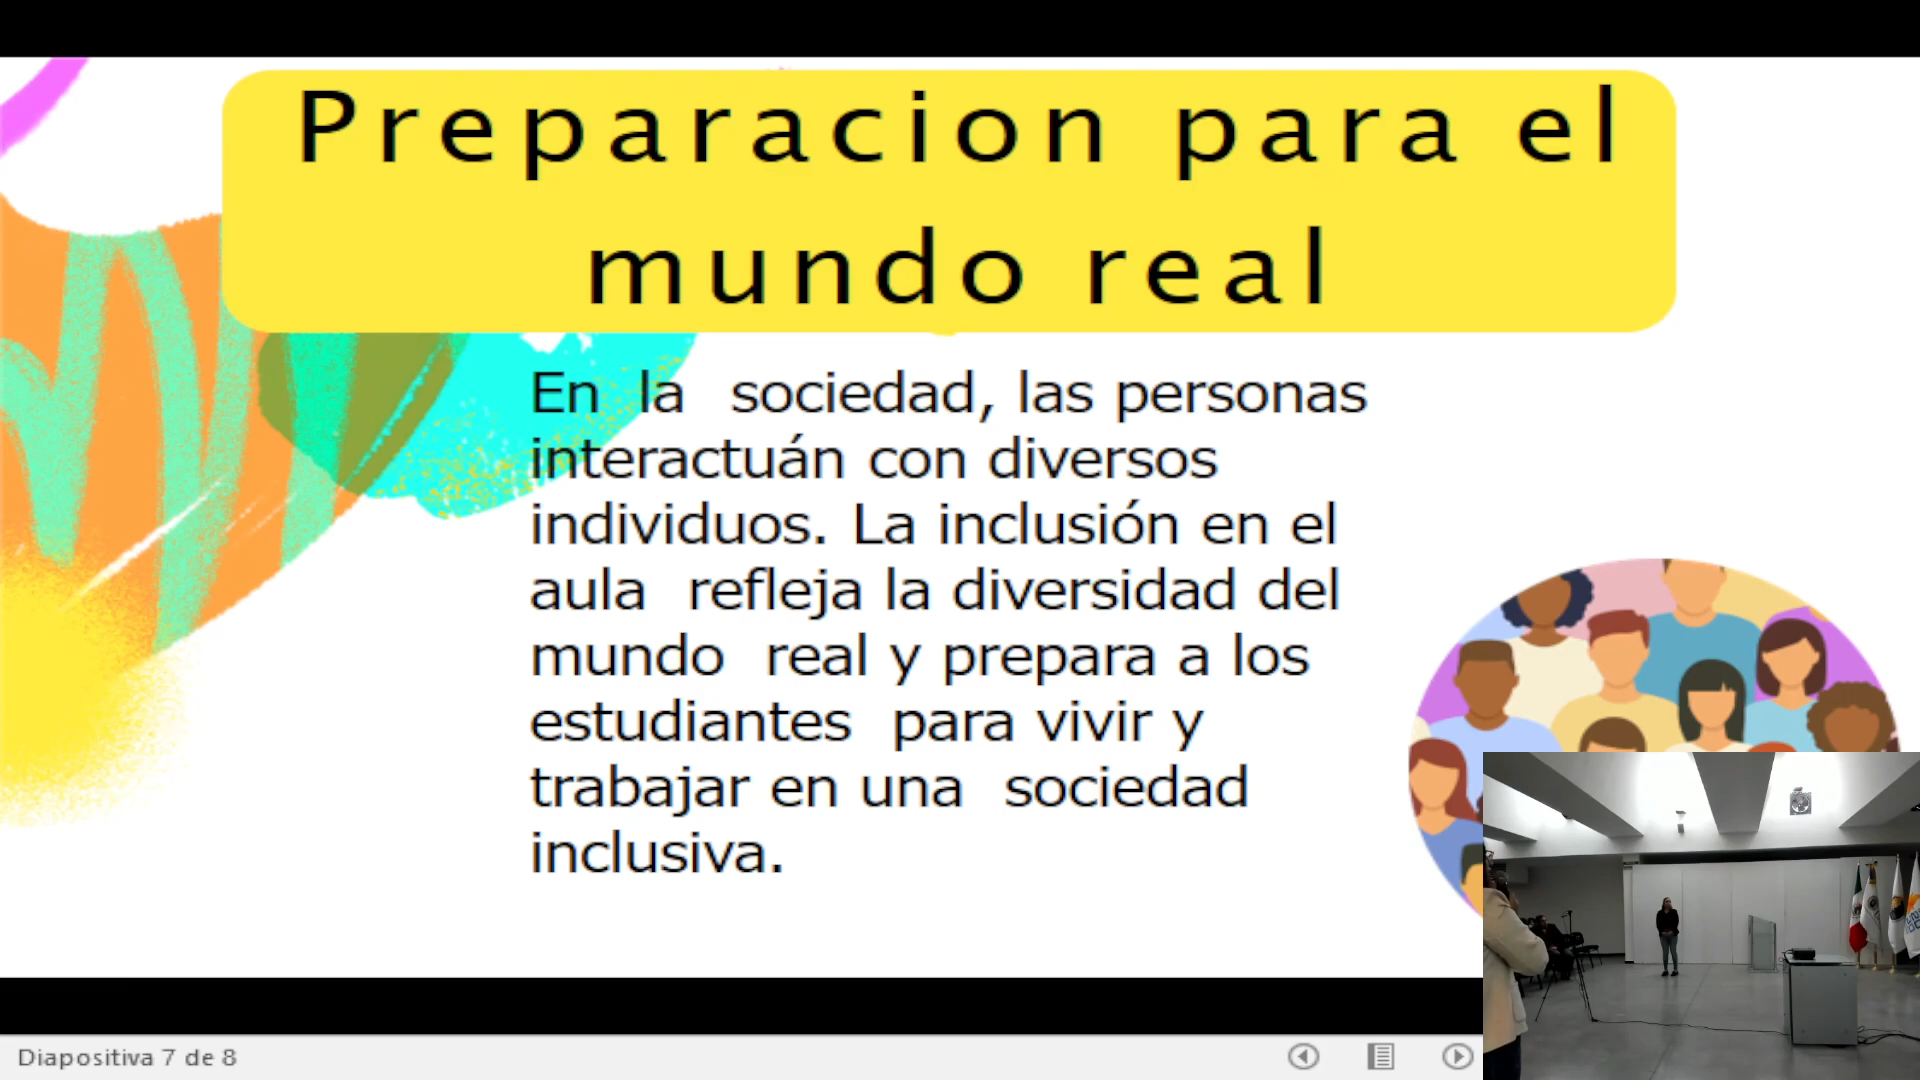 Preparacion para el
mundo real
En la sociedad, las personas
interactuán con diversos
individuos. La inclusión en el
aula refleja la diversidad del
mundo real y prepara a los
estudiantes para vivir y
trabajar en una sociedad
inclusiva.
Diapositiva 7 de 8